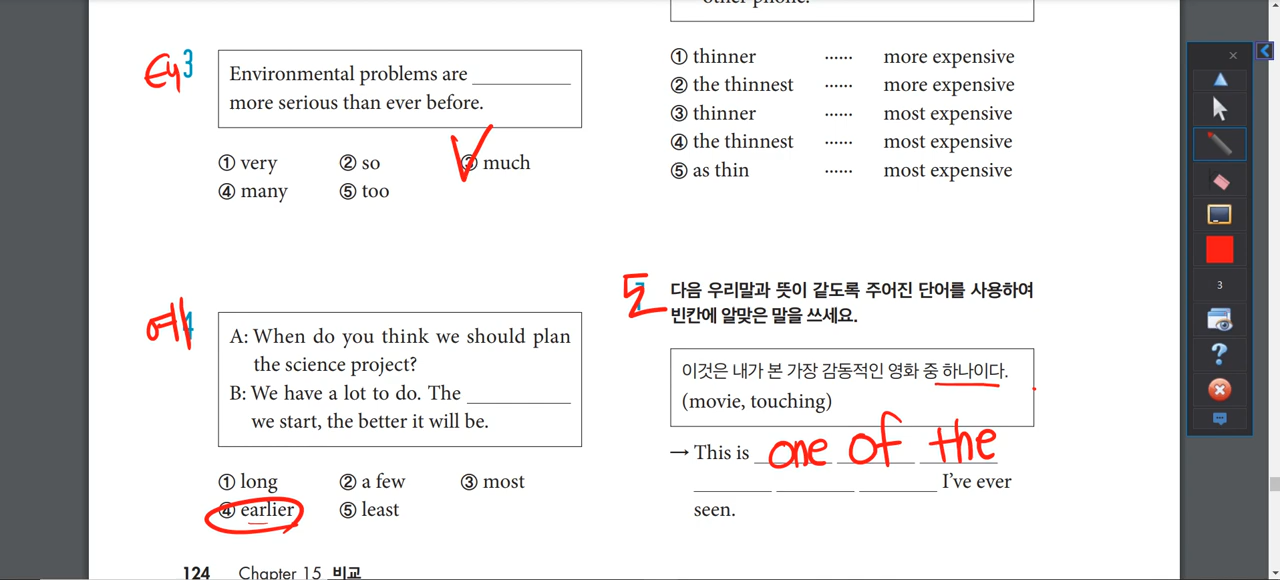 3
Environmental problems are
more serious than ever before.
① very ② so ③ much
④ many ⑤ too
예
A: When do you think we should plan
the science project?
B: We have a lot to do. The
we start, the better it will be.
① long ② a few ③ most
④ earlier ⑤ least
124 Chapter 15 비교
① thinner ...... more expensive
② the thinnest ...... more expensive
③ thinner ...... most expensive
④ the thinnest ...... most expensive
⑤ as thin ...... most expensive
다음 우리말과 뜻이 같도록 주어진 단어를 사용하여
빈칸에 알맞은 말을 쓰세요.
이것은 내가 본 가장 감동적인 영화 중 하나이다.
(movie, touching)
→ This is one of the
I've ever
seen.
3